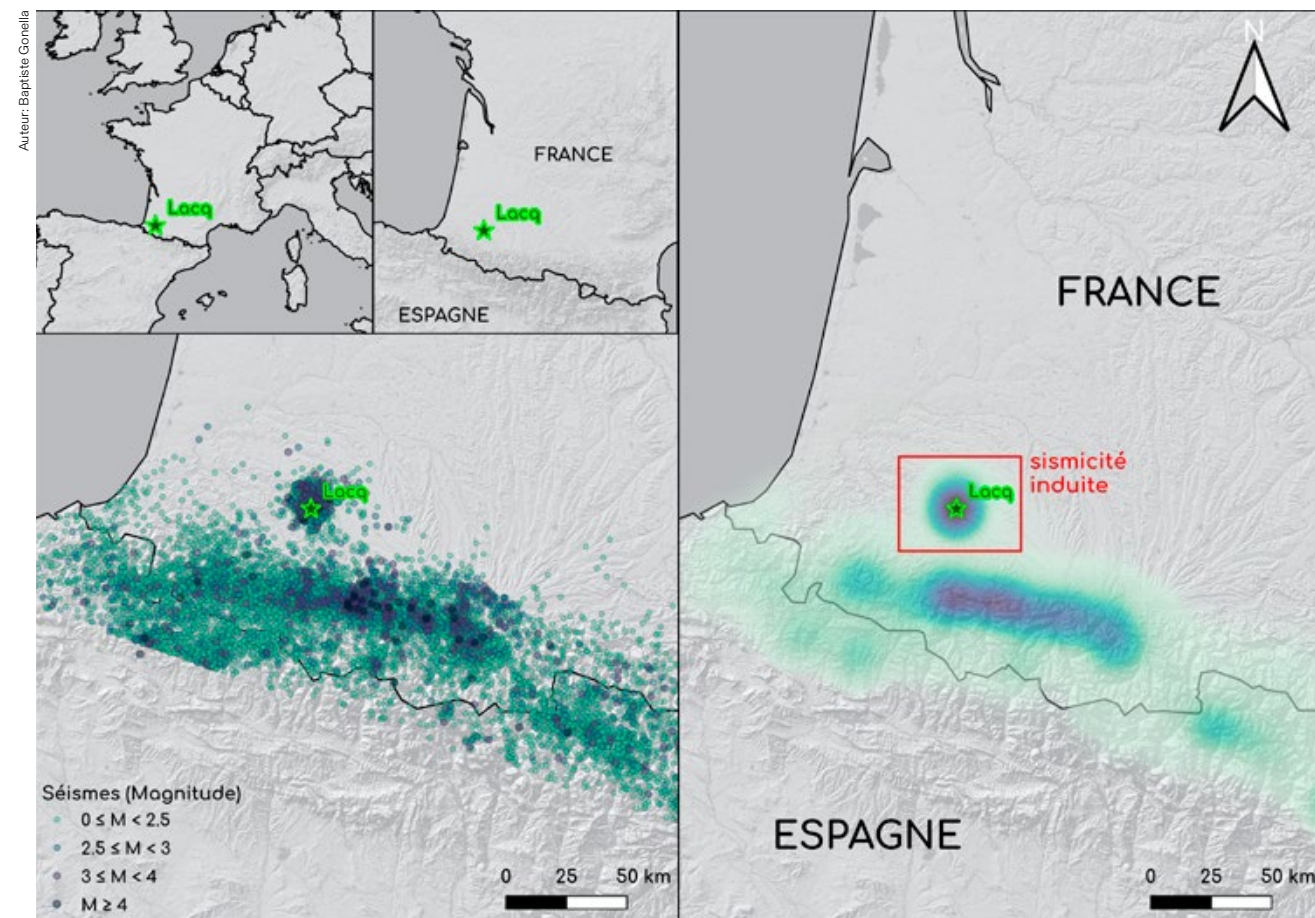 Auteur: Baptiste Gonella
Lacq
FRANCE
Lacq
ESPAGNE
Lacq
Séismes (Magnitude)
0 ≤ M < 2.5
2.5 ≤ M < 3
3 ≤ M < 4
M ≥ 4
0 25 50 km
N
FRANCE
sismicité
induite
Lacq
ESPAGNE
0 25 50 km